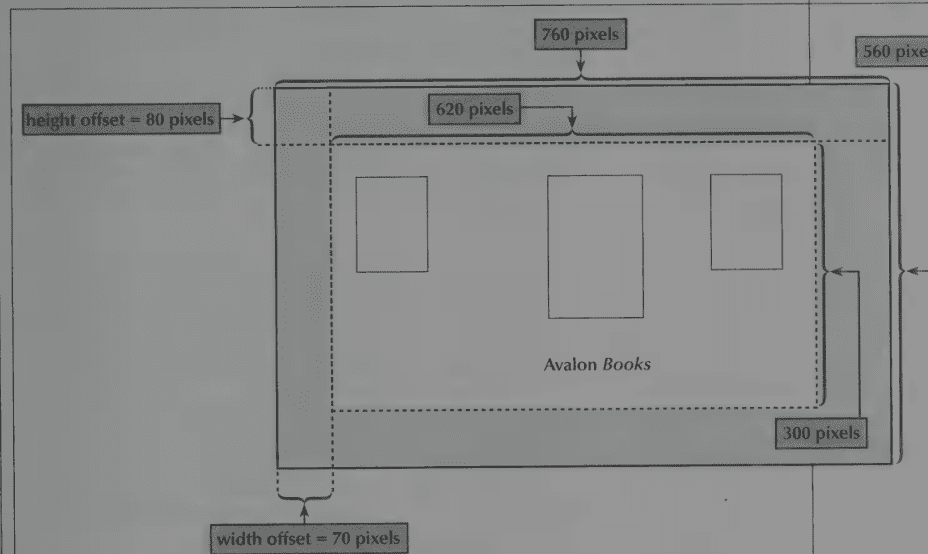 760 pixels
560 pixe
height offset = 80 pixels
620 pixels
Avalon Books
300 pixels
width offset = 70 pixels